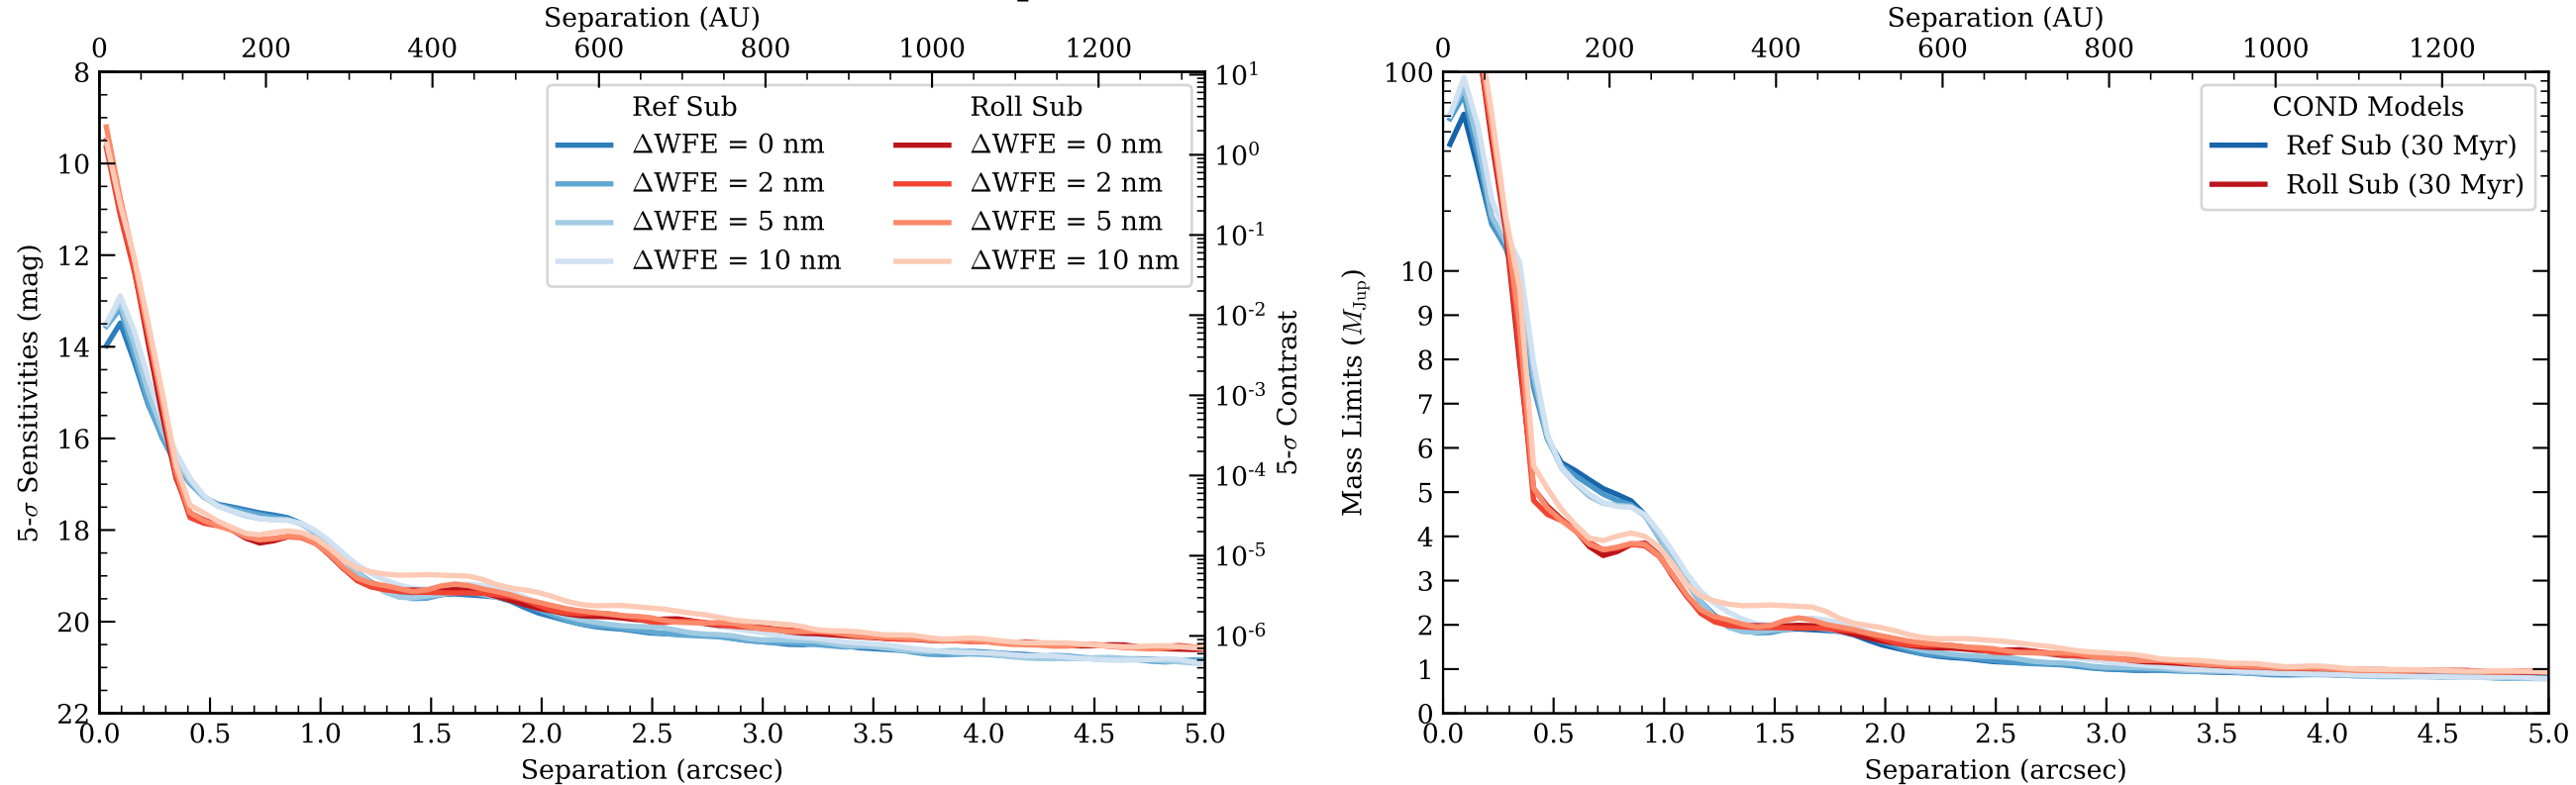 Separation (AU)
0 200 400 600 800 1000 1200
8
10
12
14
16
18
20
22
5-σ Sensitivities (mag)
Ref Sub
ΔWFE = 0 nm
ΔWFE = 2 nm
ΔWFE = 5 nm
ΔWFE = 10 nm
Roll Sub
ΔWFE = 0 nm
ΔWFE = 2 nm
ΔWFE = 5 nm
ΔWFE = 10 nm
10^1
10^0
10^-1
10^-2
10^-3
10^-4
10^-5
10^-6
5-σ Contrast
0.0 0.5 1.0 1.5 2.0 2.5 3.0 3.5 4.0 4.5 5.0
Separation (arcsec)
Separation (AU)
0 200 400 600 800 1000 1200
100
10
9
8
7
6
5
4
3
2
1
0
Mass Limits (M_Jup)
COND Models
Ref Sub (30 Myr)
Roll Sub (30 Myr)
0.0 0.5 1.0 1.5 2.0 2.5 3.0 3.5 4.0 4.5 5.0
Separation (arcsec)